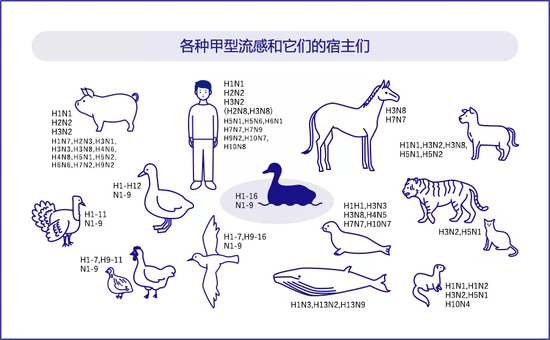 各种甲型流感和它们的宿主们
H1N1
H2N2
H3N2
H1N7,H2N3,H3N1,
H3N3,H3N8,H4N6,
H4N8,H5N1,H5N2,
H6N6,H7N2,H9N2
H1N1
H2N2
H3N2
(H2N8,H3N8)
H5N1,H5N6,H6N1
H7N7,H7N9
H9N2,H10N7,
H10N8
H3N8
H7N7
H1N1,H3N2,H3N8,
H5N1,H5N2
H1-11
N1-9
H1-H12
N1-9
H1-16
N1-9
H1H1,H3N3
H3N8,H4N5
H7N7,H10N7
H3N2,H5N1
H1-7,H9-11
N1-9
H1-7,H9-16
N1-9
H1N3,H13N2,H13N9
H1N1,H1N2
H3N2,H5N1
H10N4